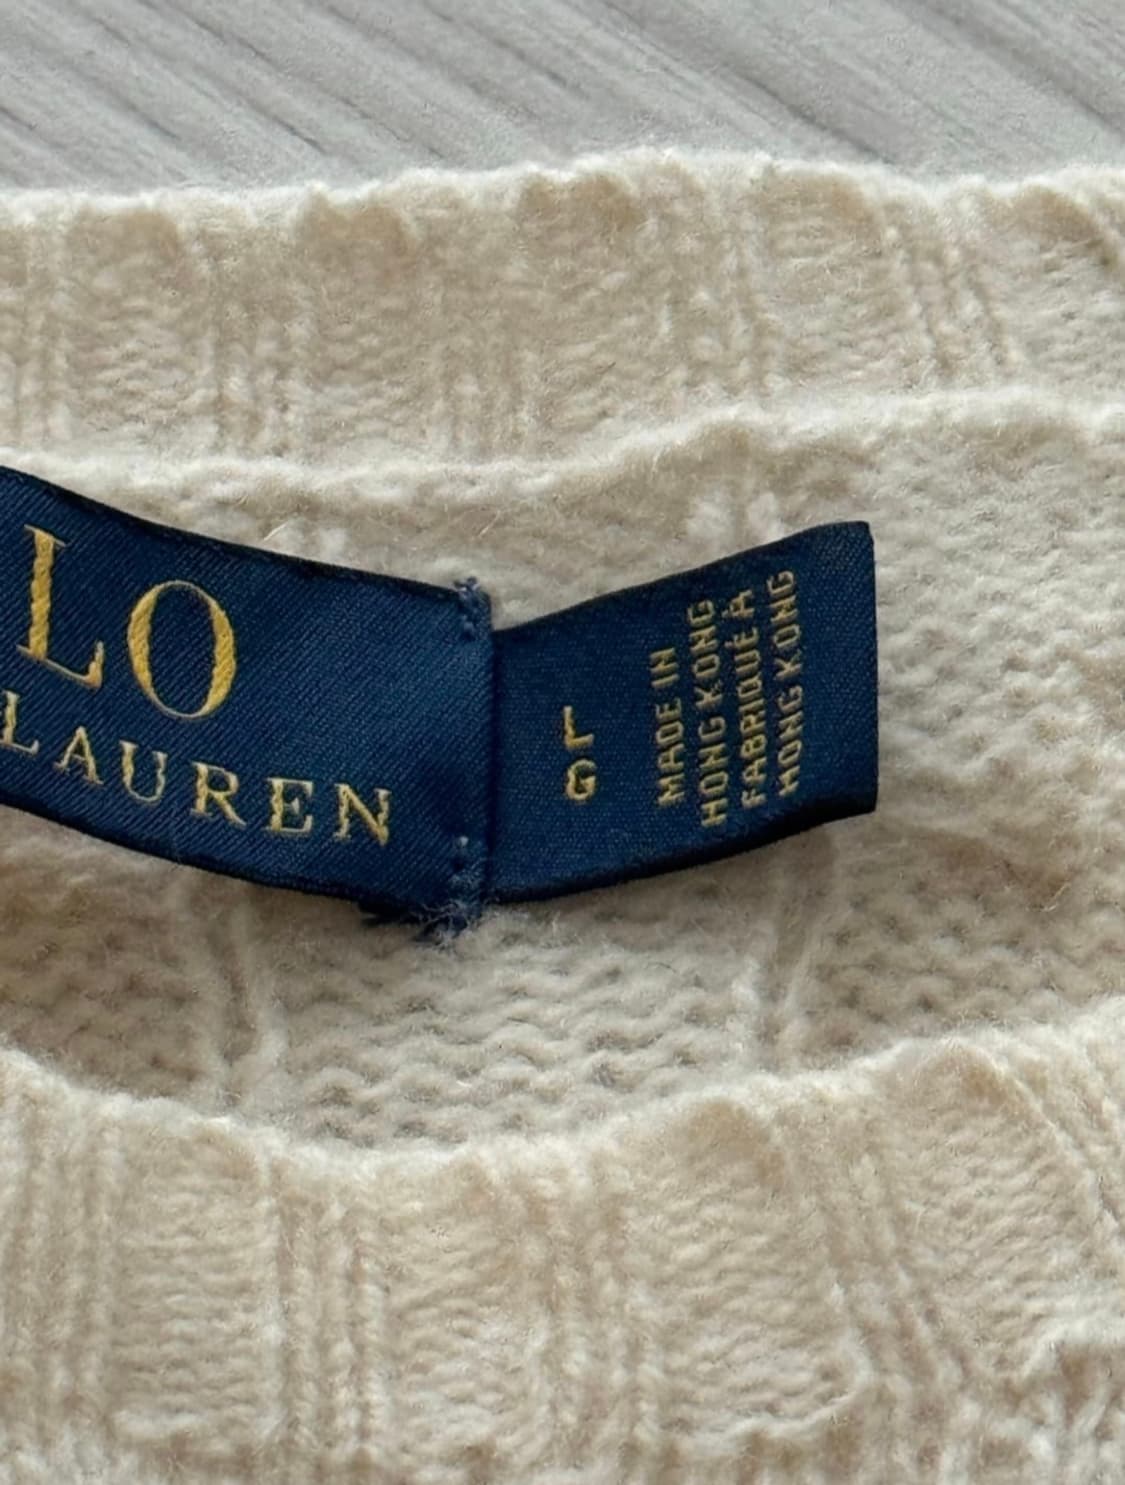 LO
LAUREN
L
G
MADE IN
HONG KONG
FABRIQUÉ À
HONG KONG